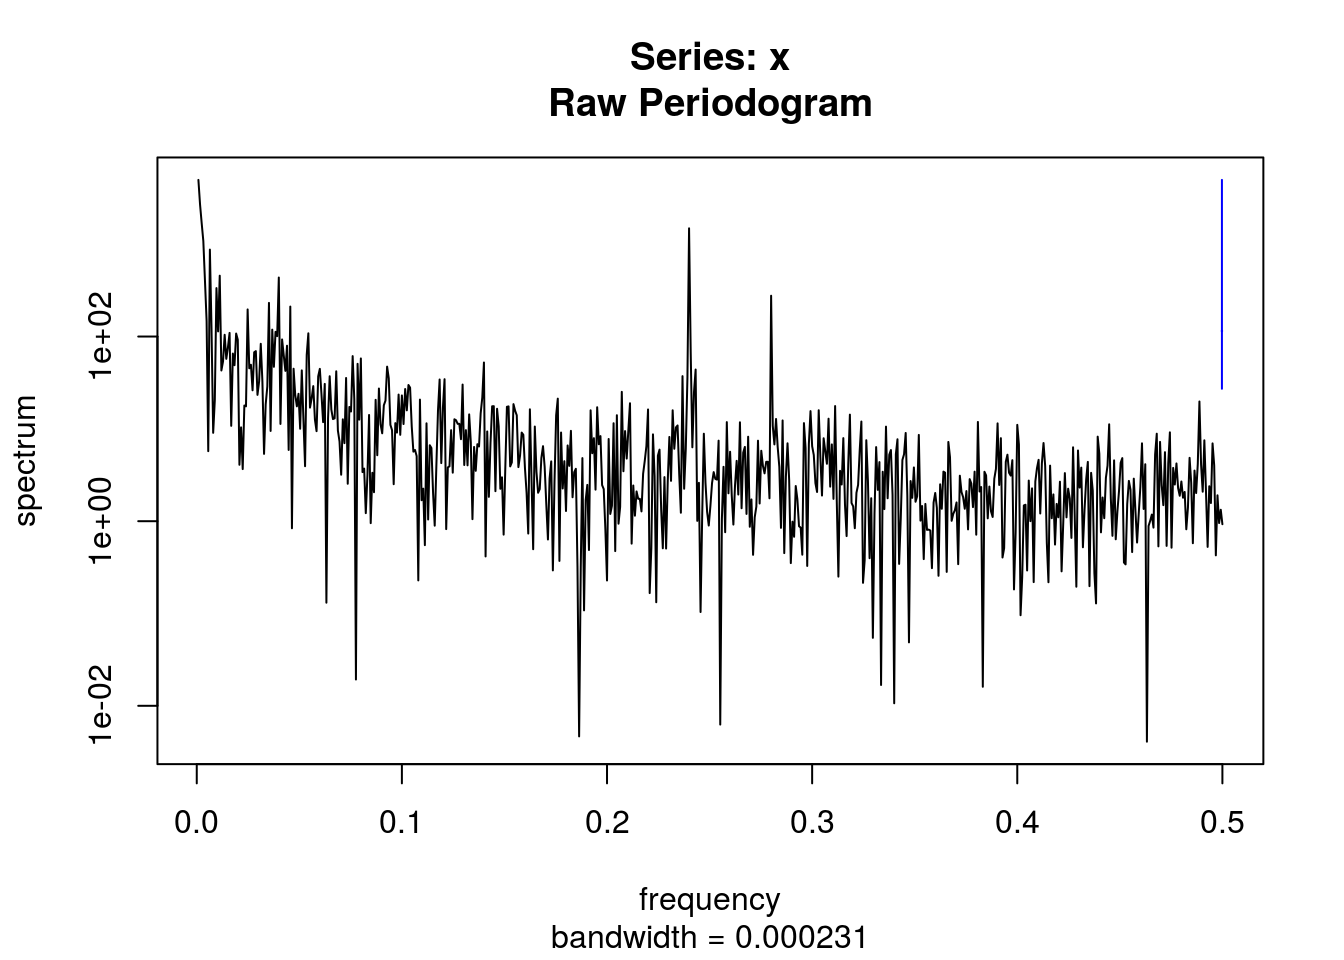 Series: x
Raw Periodogram
spectrum
1e+02
1e+00
1e-02
0.0 0.1 0.2 0.3 0.4 0.5
frequency
bandwidth = 0.000231